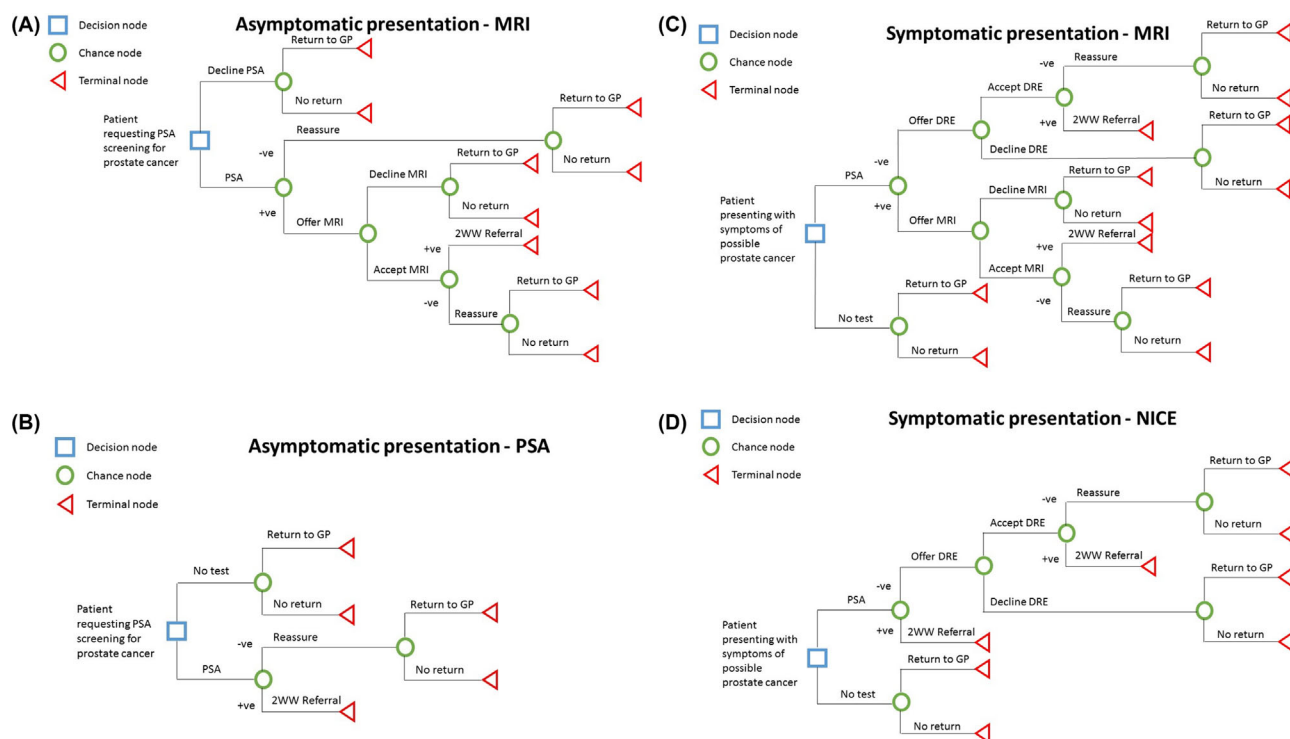 (A)
Asymptomatic presentation - MRI
Decision node
Chance node
Terminal node
Return to GP
Decline PSA
No return
Patient
requesting PSA
screening for
prostate cancer
Reassure
Return to GP
-ve
No return
PSA
+ve
Offer MRI
Decline MRI
Return to GP
No return
2WW Referral
+ve
Accept MRI
-ve
Return to GP
Reassure
No return
(B)
Asymptomatic presentation - PSA
Decision node
Chance node
Terminal node
Return to GP
No test
No return
Patient
requesting PSA
screening for
prostate cancer
Return to GP
-ve
Reassure
No return
PSA
+ve
2WW Referral
(C)
Symptomatic presentation - MRI
Decision node
Chance node
Terminal node
Return to GP
-ve
Reassure
No return
Accept DRE
+ve
2WW Referral
Offer DRE
Return to GP
Decline DRE
No return
-ve
PSA
+ve
Return to GP
Decline MRI
No return
Offer MRI
2WW Referral
+ve
Accept MRI
-ve
Return to GP
Reassure
No return
Patient
presenting with
symptoms of
possible
prostate cancer
Return to GP
No test
No return
(D)
Symptomatic presentation - NICE
Decision node
Chance node
Terminal node
Return to GP
-ve
Reassure
No return
Accept DRE
+ve
2WW Referral
Offer DRE
Return to GP
Decline DRE
No return
-ve
PSA
+ve
2WW Referral
Patient
presenting with
symptoms of
possible
prostate cancer
Return to GP
No test
No return